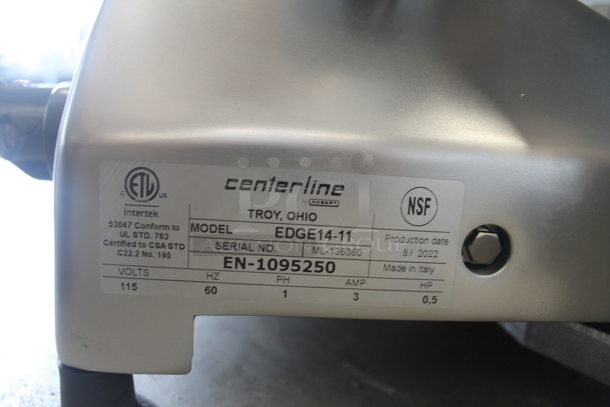 centerline
by HOBART
TROY, OHIO
ETL
C US
Intertek
53047 Conform to
UL STD. 763
Certified to CSA STD
C22.2 No. 195
MODEL EDGE14-11
SERIAL NO. ML-136360
EN-1095250
NSF
Production date
8/ 2022
Made in Italy
VOLTS HZ PH AMP HP
115 60 1 3 0,5